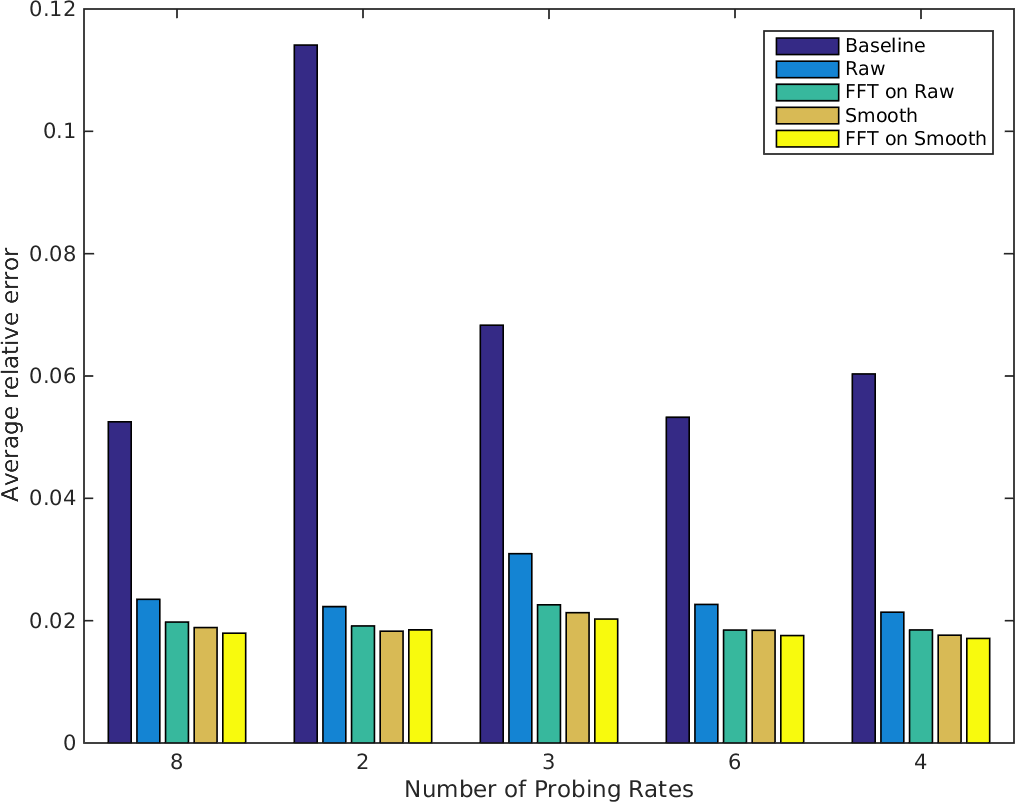 0.12
0.1
0.08
0.06
0.04
0.02
0
Average relative error
Baseline
Raw
FFT on Raw
Smooth
FFT on Smooth
8 2 3 6 4
Number of Probing Rates